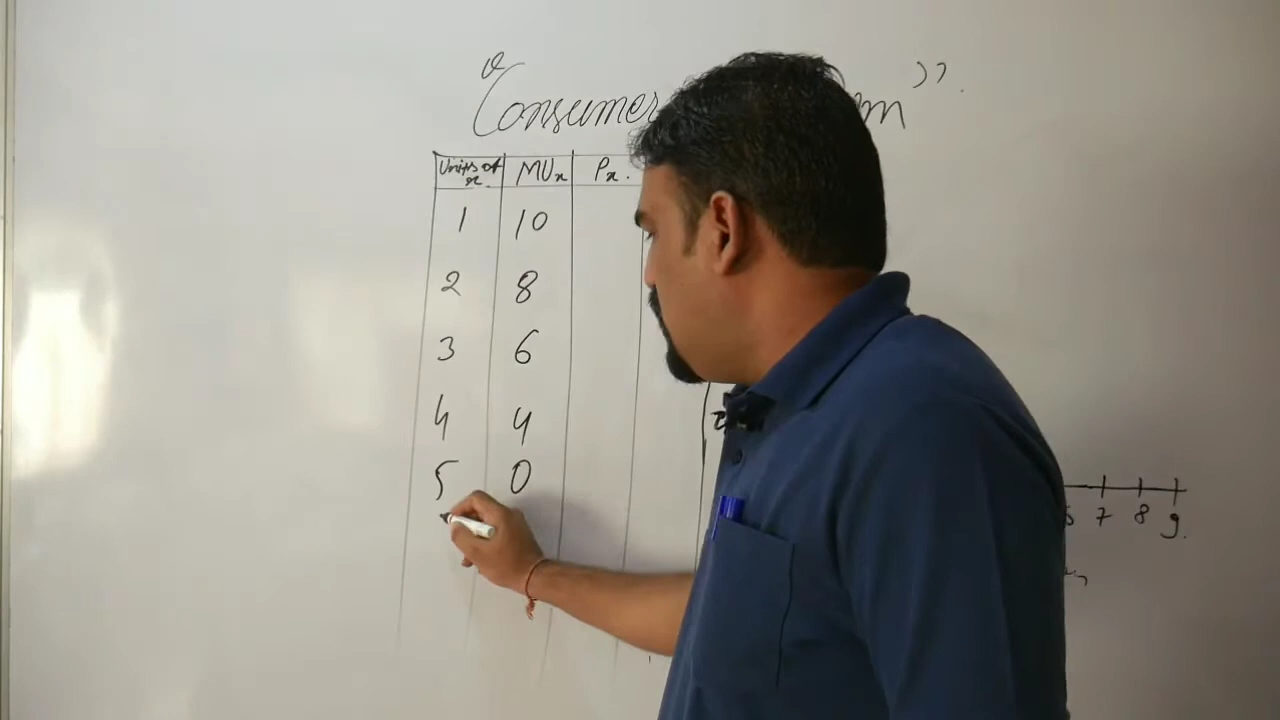 "Consumer
Units of x. MUx Px.
1 10
2 8
3 6
4 4
5 0
7 8 9.